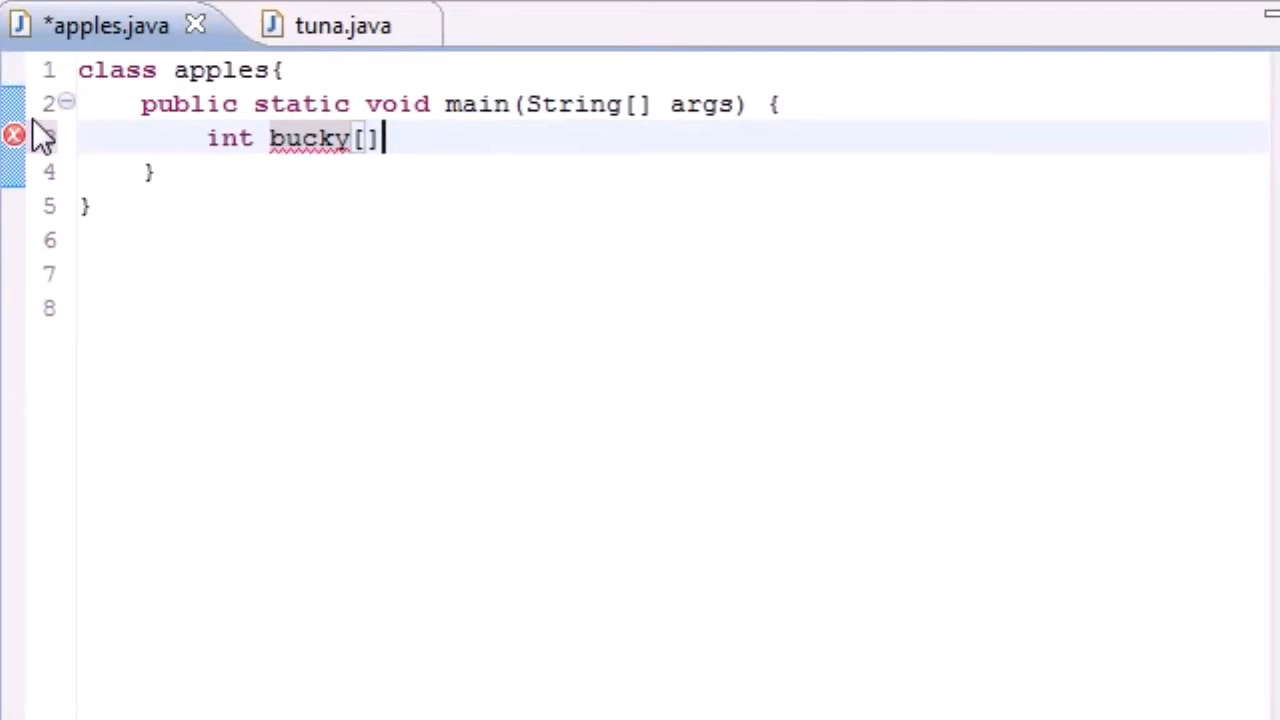 *apples.java tuna.java
1 class apples{
2 public static void main(String[] args) {
int bucky[]
4 }
5 }
6
7
8